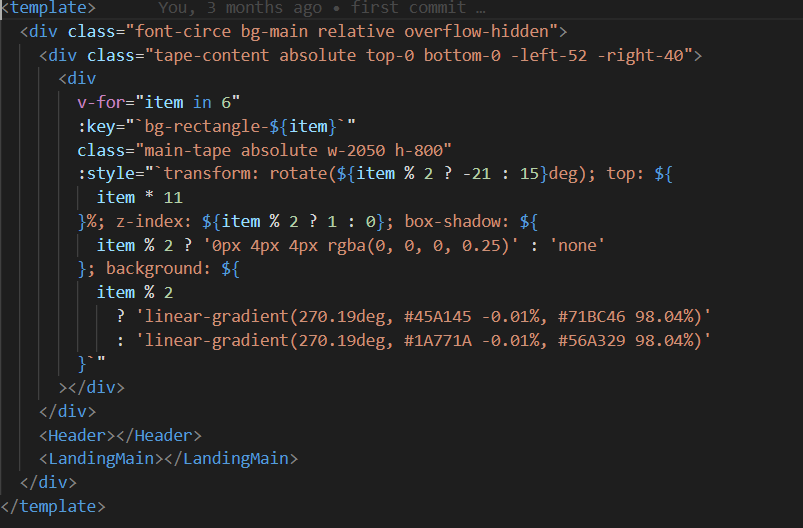 <template>      You, 3 months ago • first commit …
  <div class="font-circe bg-main relative overflow-hidden">
    <div class="tape-content absolute top-0 bottom-0 -left-52 -right-40">
      <div
        v-for="item in 6"
        :key="`bg-rectangle-${item}`"
        class="main-tape absolute w-2050 h-800"
        :style="`transform: rotate(${item % 2 ? -21 : 15}deg); top: ${
          item * 11
        }%; z-index: ${item % 2 ? 1 : 0}; box-shadow: ${
          item % 2 ? '0px 4px 4px rgba(0, 0, 0, 0.25)' : 'none'
        }; background: ${
          item % 2
            ? 'linear-gradient(270.19deg, #45A145 -0.01%, #71BC46 98.04%)'
            : 'linear-gradient(270.19deg, #1A771A -0.01%, #56A329 98.04%)'
        }`"
      ></div>
    </div>
    <Header></Header>
    <LandingMain></LandingMain>
  </div>
</template>